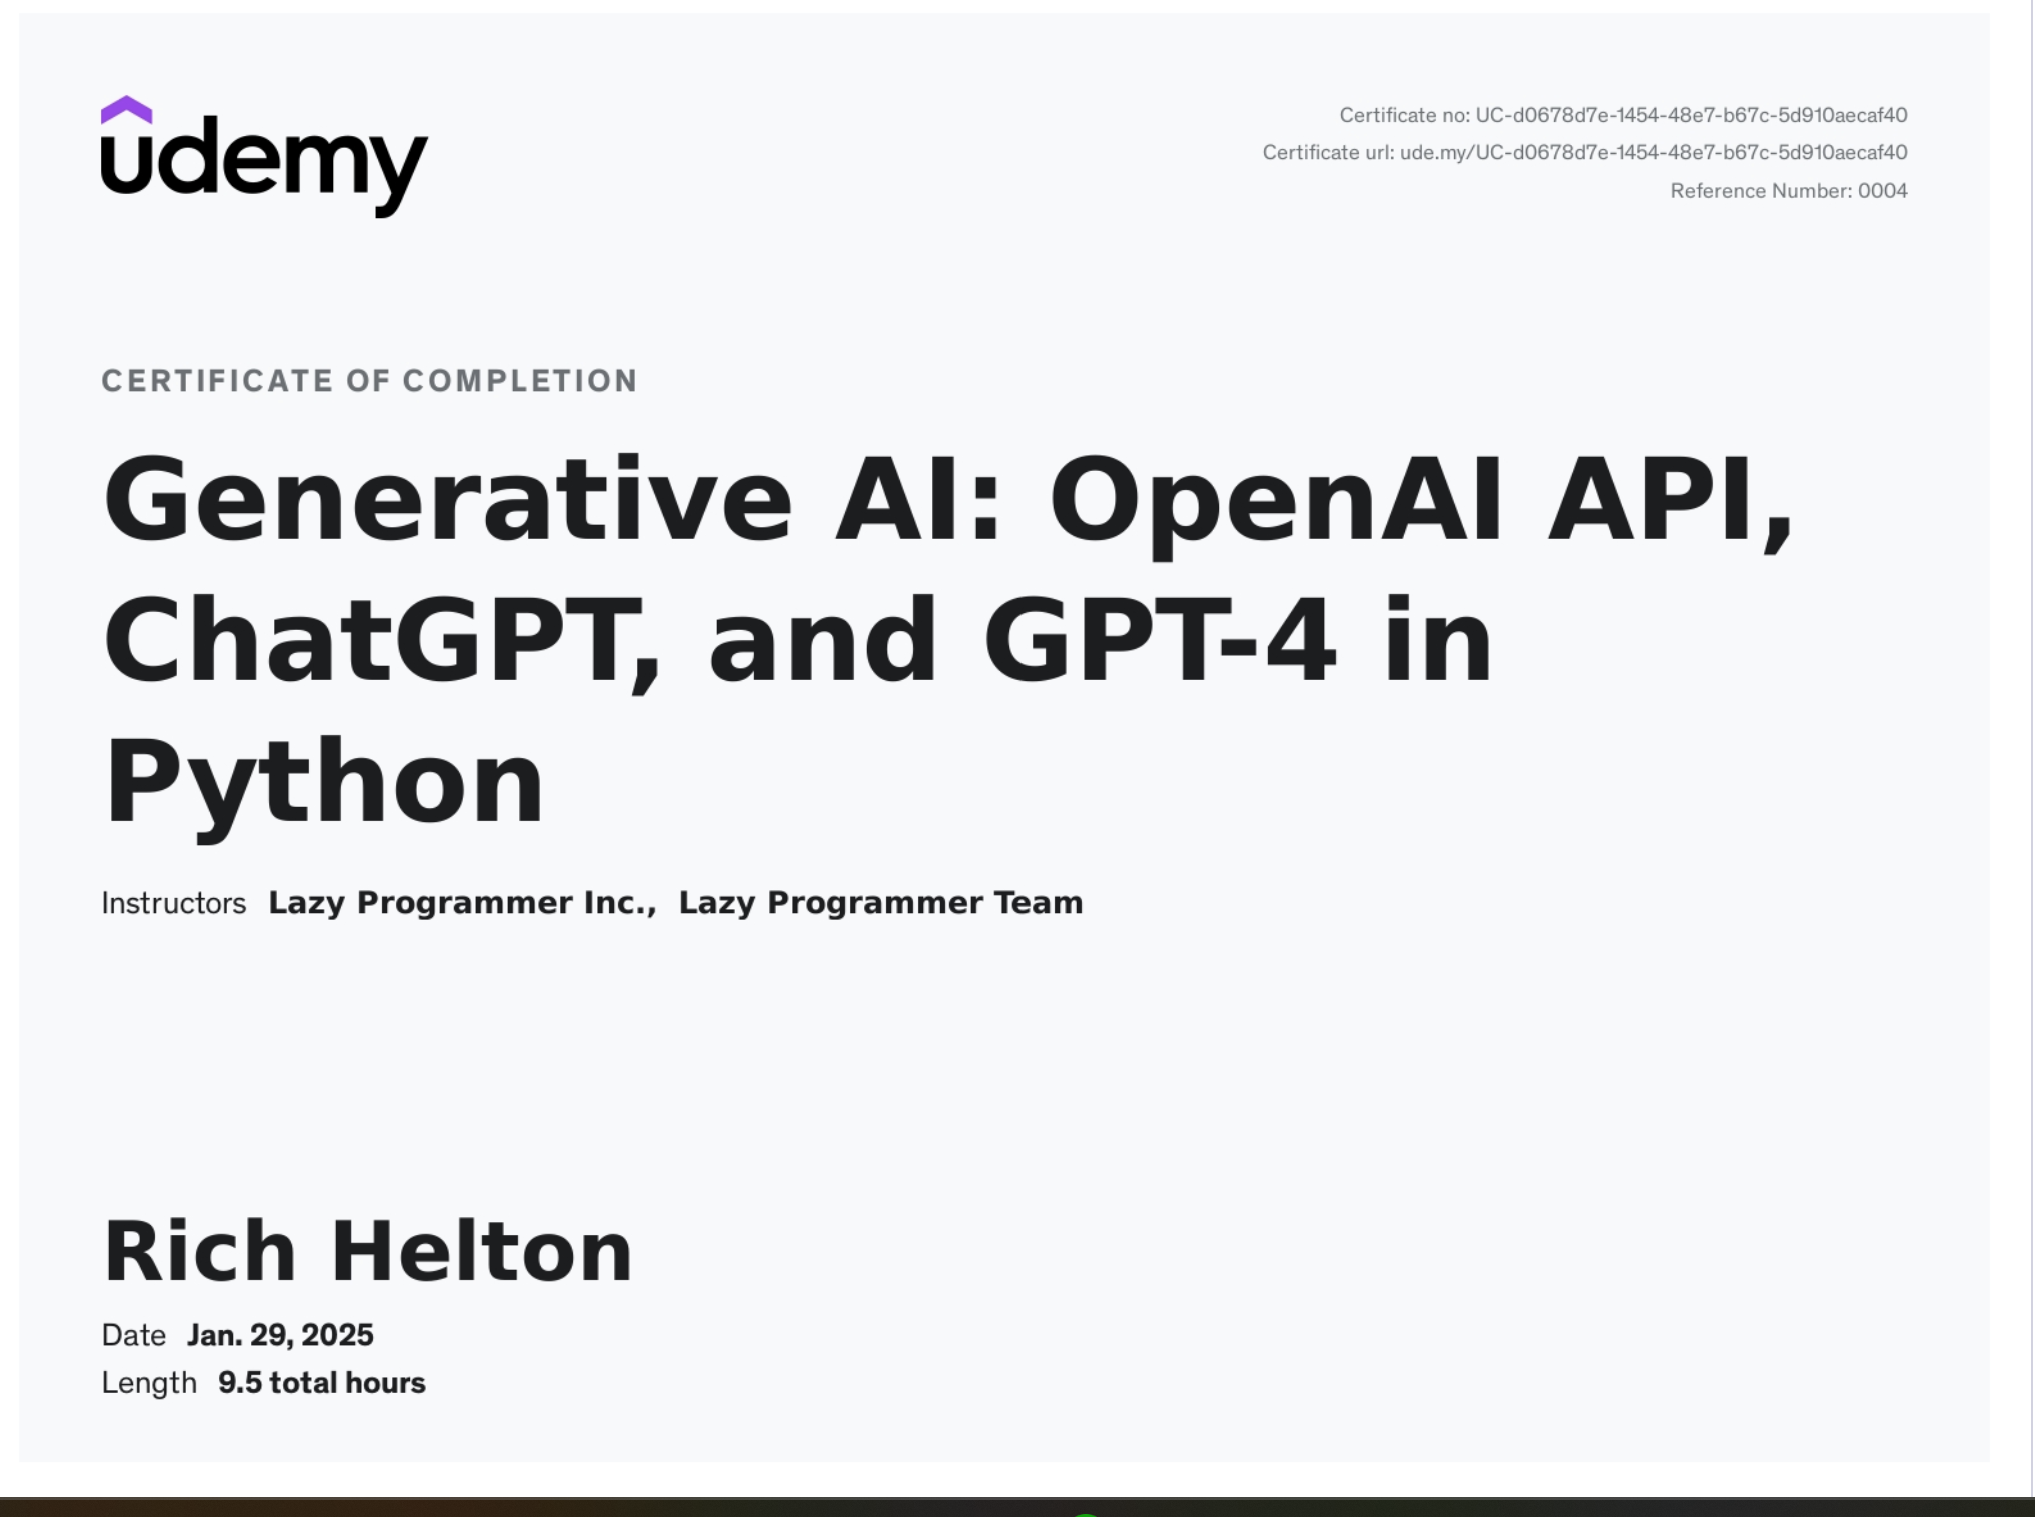 udemy
Certificate no: UC-d0678d7e-1454-48e7-b67c-5d910aecaf40
Certificate url: ude.my/UC-d0678d7e-1454-48e7-b67c-5d910aecaf40
Reference Number: 0004
CERTIFICATE OF COMPLETION
Generative AI: OpenAI API,
ChatGPT, and GPT-4 in
Python
Instructors Lazy Programmer Inc., Lazy Programmer Team
Rich Helton
Date Jan. 29, 2025
Length 9.5 total hours